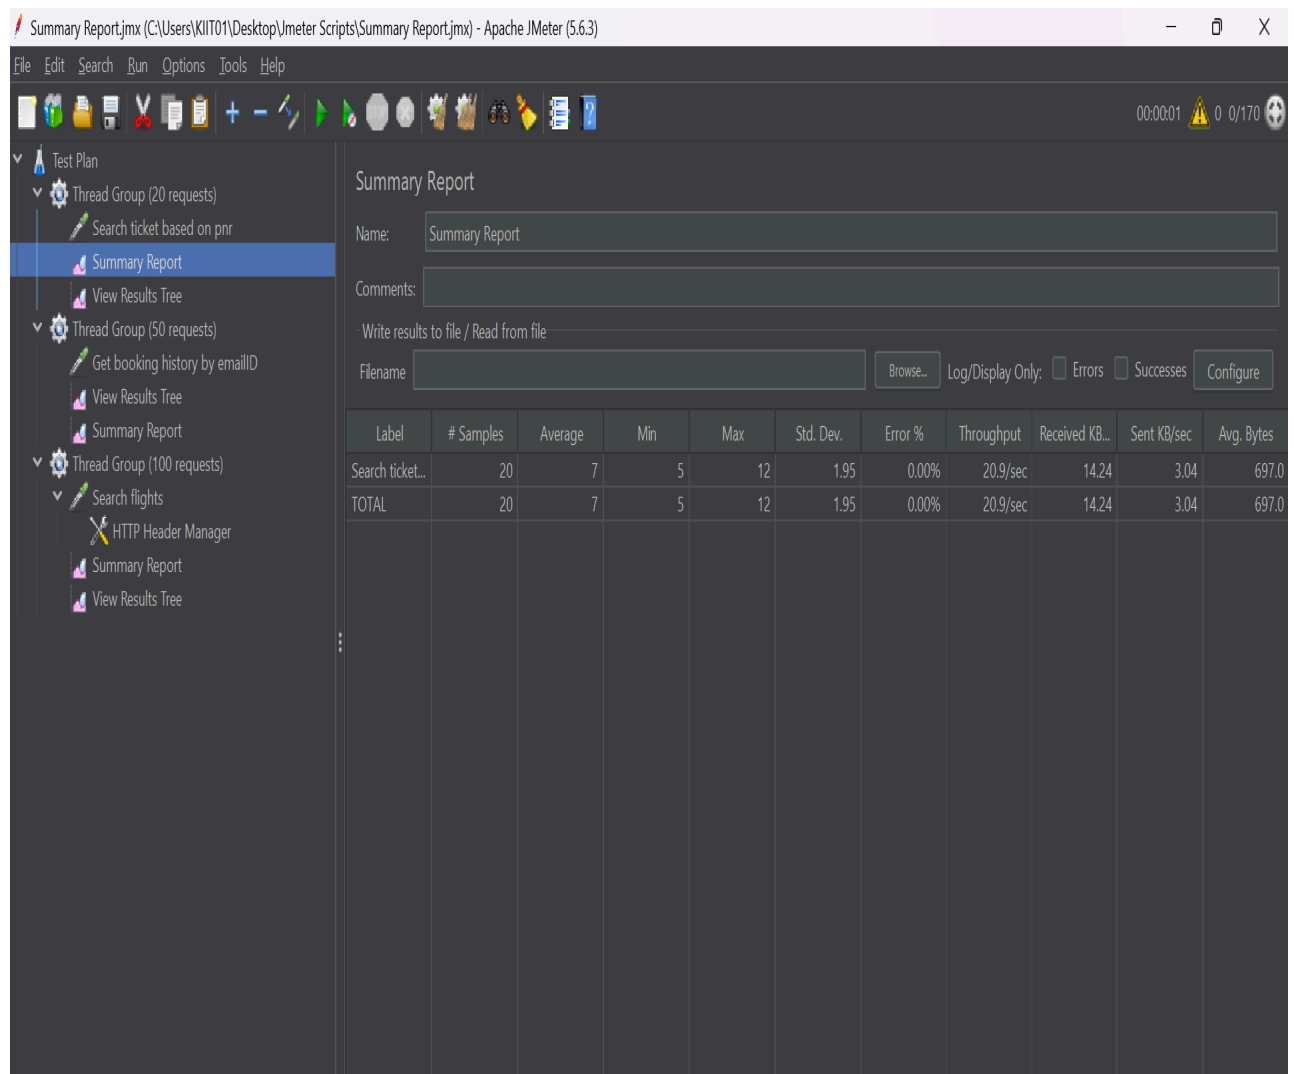 Summary Report.jmx (C:\Users\KIIT01\Desktop\Jmeter Scripts\Summary Report.jmx) - Apache JMeter (5.6.3)
File Edit Search Run Options Tools Help
00:00:01 0 0/170
Test Plan
Thread Group (20 requests)
Search ticket based on pnr
Summary Report
View Results Tree
Thread Group (50 requests)
Get booking history by emailID
View Results Tree
Summary Report
Thread Group (100 requests)
Search flights
HTTP Header Manager
Summary Report
View Results Tree
Summary Report
Name: Summary Report
Comments:
Write results to file / Read from file
Filename Browse... Log/Display Only: Errors Successes Configure
Label # Samples Average Min Max Std. Dev. Error % Throughput Received KB... Sent KB/sec Avg. Bytes
Search ticket... 20 7 5 12 1.95 0.00% 20.9/sec 14.24 3.04 697.0
TOTAL 20 7 5 12 1.95 0.00% 20.9/sec 14.24 3.04 697.0